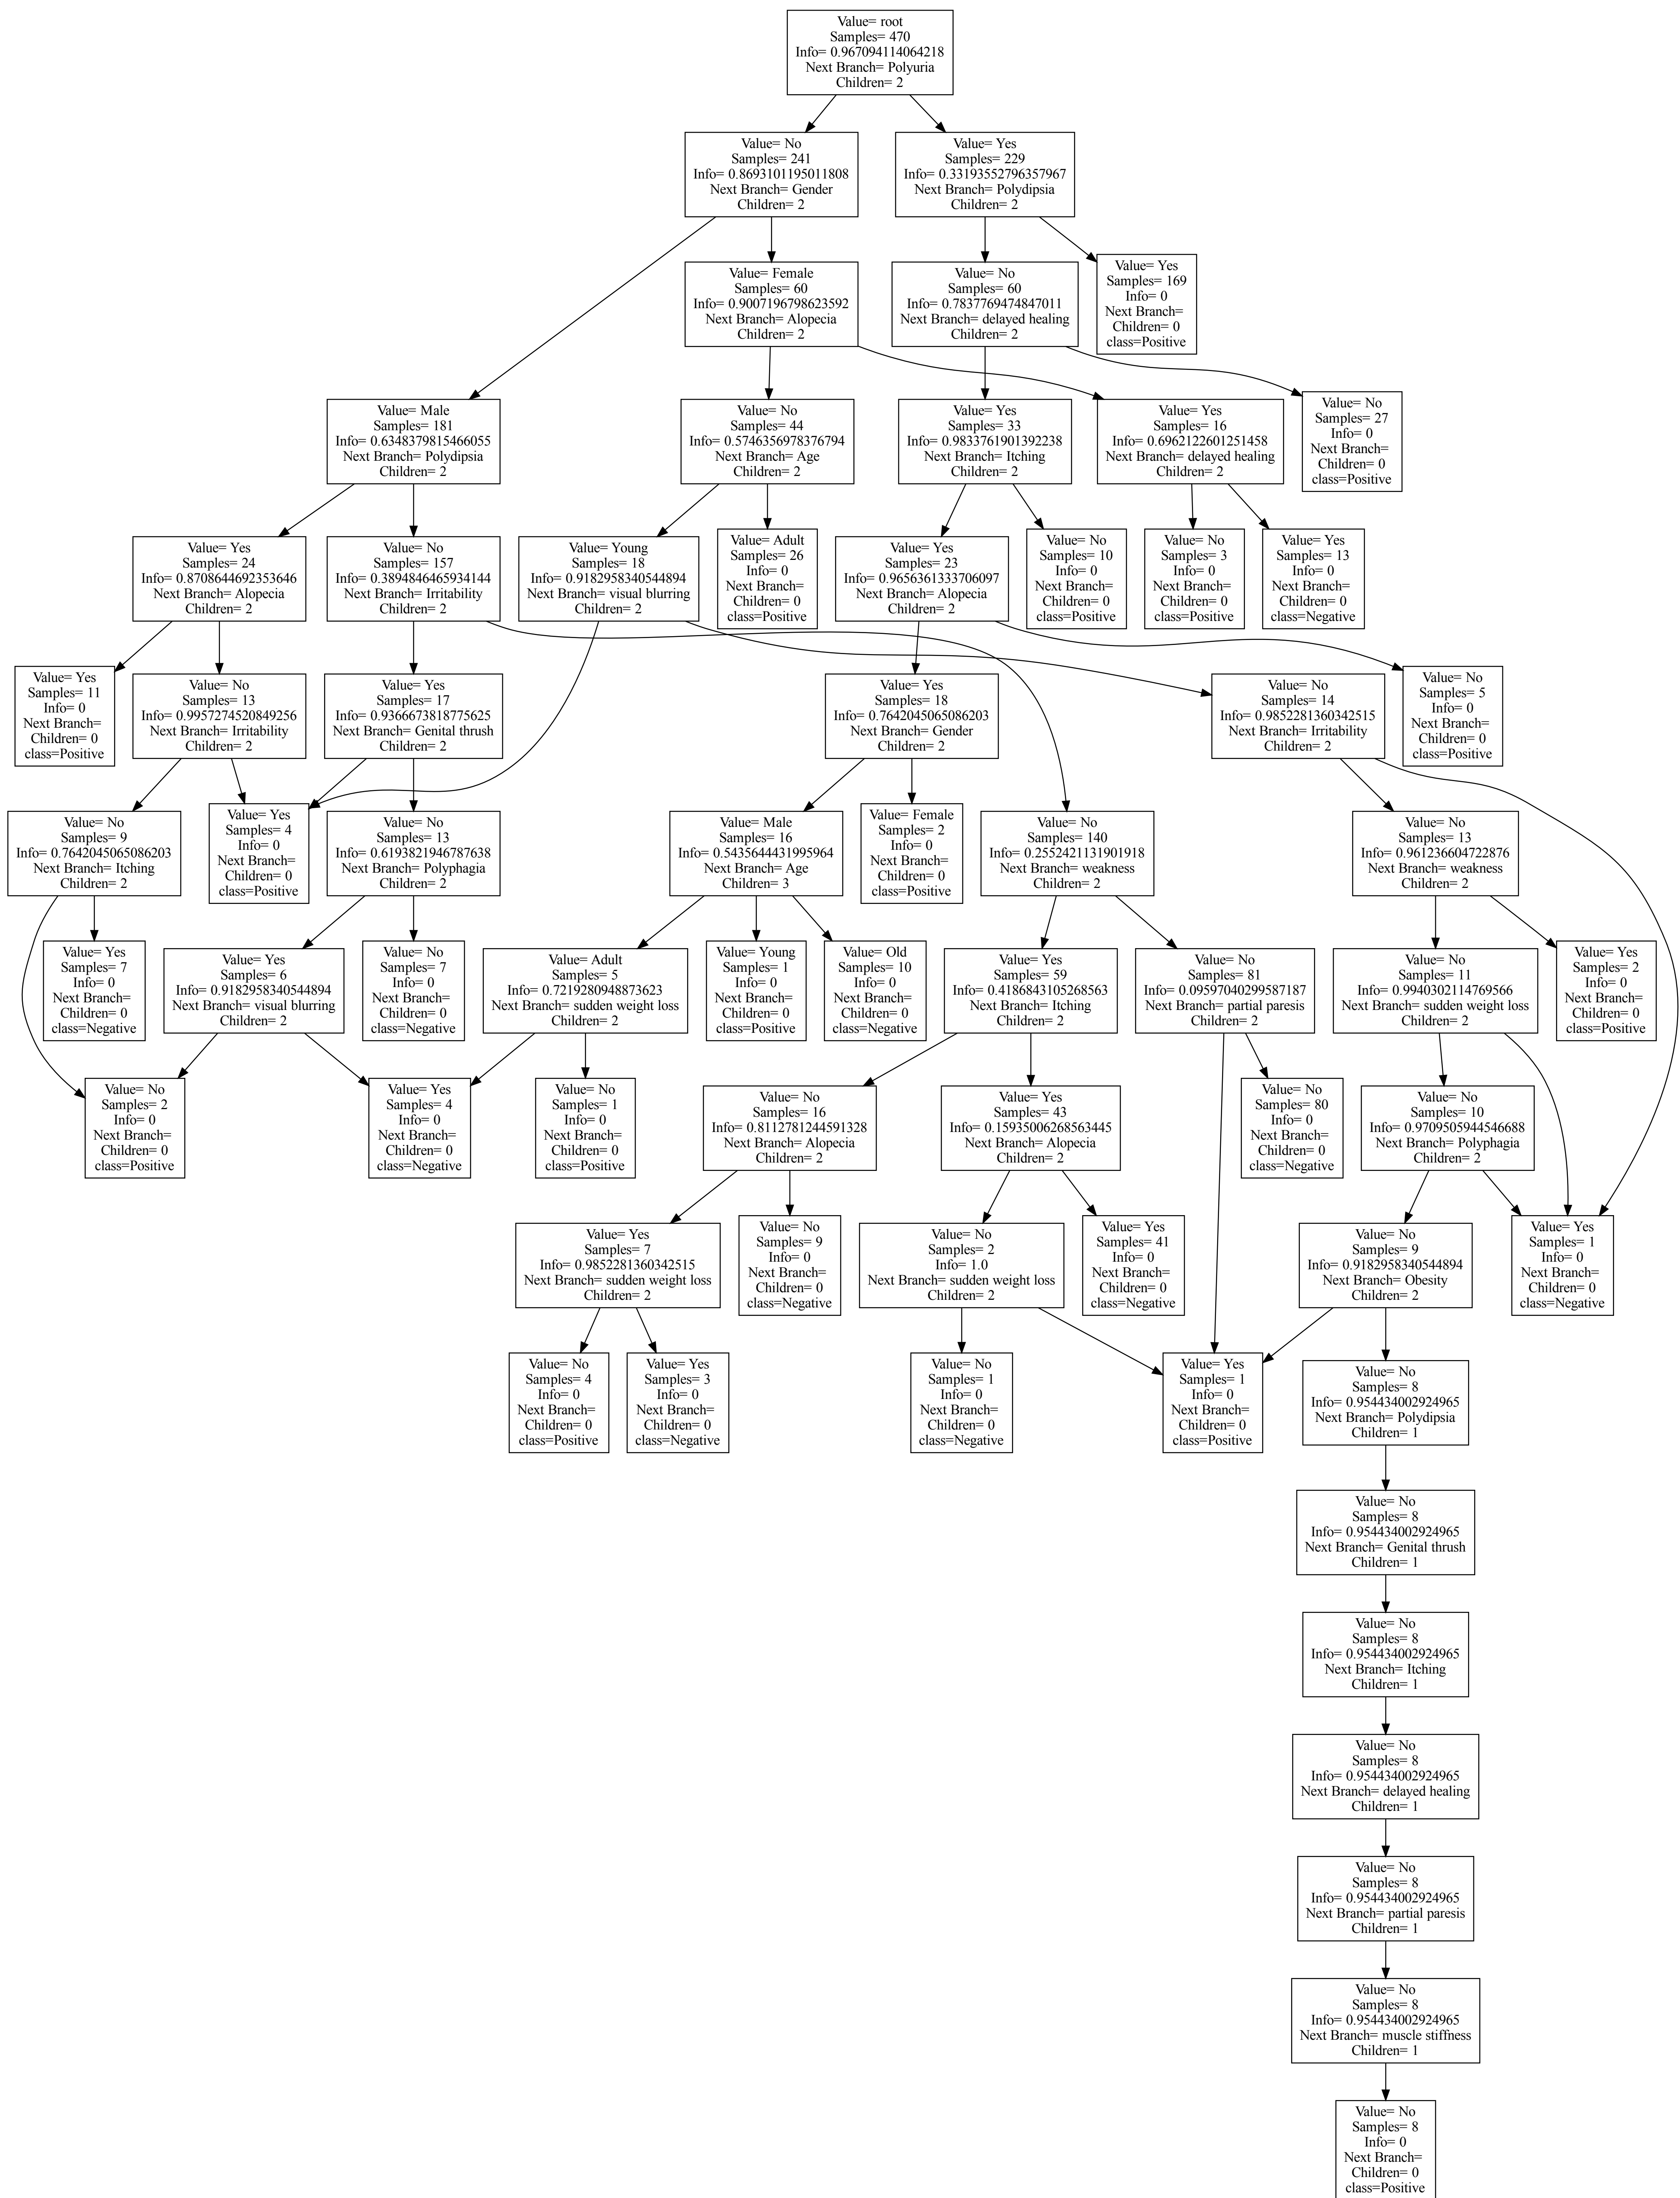 Value= root
Samples= 470
Info= 0.967094114064218
Next Branch= Polyuria
Children= 2
Value= No
Samples= 241
Info= 0.8693101195011808
Next Branch= Gender
Children= 2
Value= Yes
Samples= 229
Info= 0.33193552796357967
Next Branch= Polydipsia
Children= 2
Value= Female
Samples= 60
Info= 0.9007196798623592
Next Branch= Alopecia
Children= 2
Value= No
Samples= 60
Info= 0.7837769474847011
Next Branch= delayed healing
Children= 2
Value= Yes
Samples= 169
Info= 0
Next Branch=
Children= 0
class=Positive
Value= Male
Samples= 181
Info= 0.6348379815466055
Next Branch= Polydipsia
Children= 2
Value= No
Samples= 44
Info= 0.5746356978376794
Next Branch= Age
Children= 2
Value= Yes
Samples= 33
Info= 0.9833761901392238
Next Branch= Itching
Children= 2
Value= Yes
Samples= 16
Info= 0.6962122601251458
Next Branch= delayed healing
Children= 2
Value= No
Samples= 27
Info= 0
Next Branch=
Children= 0
class=Positive
Value= Yes
Samples= 24
Info= 0.8708644692353646
Next Branch= Alopecia
Children= 2
Value= No
Samples= 157
Info= 0.3894846465934144
Next Branch= Irritability
Children= 2
Value= Young
Samples= 18
Info= 0.9182958340544894
Next Branch= visual blurring
Children= 2
Value= Adult
Samples= 26
Info= 0
Next Branch=
Children= 0
class=Positive
Value= Yes
Samples= 23
Info= 0.9656361333706097
Next Branch= Alopecia
Children= 2
Value= No
Samples= 10
Info= 0
Next Branch=
Children= 0
class=Positive
Value= No
Samples= 3
Info= 0
Next Branch=
Children= 0
class=Positive
Value= Yes
Samples= 13
Info= 0
Next Branch=
Children= 0
class=Negative
Value= Yes
Samples= 11
Info= 0
Next Branch=
Children= 0
class=Positive
Value= No
Samples= 13
Info= 0.9957274520849256
Next Branch= Irritability
Children= 2
Value= Yes
Samples= 17
Info= 0.9366673818775625
Next Branch= Genital thrush
Children= 2
Value= Yes
Samples= 18
Info= 0.7642045065086203
Next Branch= Gender
Children= 2
Value= No
Samples= 14
Info= 0.9852281360342515
Next Branch= Irritability
Children= 2
Value= No
Samples= 5
Info= 0
Next Branch=
Children= 0
class=Positive
Value= No
Samples= 9
Info= 0.7642045065086203
Next Branch= Itching
Children= 2
Value= Yes
Samples= 4
Info= 0
Next Branch=
Children= 0
class=Positive
Value= No
Samples= 13
Info= 0.6193821946787638
Next Branch= Polyphagia
Children= 2
Value= Male
Samples= 16
Info= 0.5435644431995964
Next Branch= Age
Children= 3
Value= Female
Samples= 2
Info= 0
Next Branch=
Children= 0
class=Positive
Value= No
Samples= 140
Info= 0.2552421131901918
Next Branch= weakness
Children= 2
Value= No
Samples= 13
Info= 0.961236604722876
Next Branch= weakness
Children= 2
Value= Yes
Samples= 7
Info= 0
Next Branch=
Children= 0
class=Negative
Value= Yes
Samples= 6
Info= 0.9182958340544894
Next Branch= visual blurring
Children= 2
Value= No
Samples= 7
Info= 0
Next Branch=
Children= 0
class=Negative
Value= Adult
Samples= 5
Info= 0.7219280948873623
Next Branch= sudden weight loss
Children= 2
Value= Young
Samples= 1
Info= 0
Next Branch=
Children= 0
class=Positive
Value= Old
Samples= 10
Info= 0
Next Branch=
Children= 0
class=Negative
Value= Yes
Samples= 59
Info= 0.4186843105268563
Next Branch= Itching
Children= 2
Value= No
Samples= 81
Info= 0.09597040299587187
Next Branch= partial paresis
Children= 2
Value= No
Samples= 11
Info= 0.9940302114769566
Next Branch= sudden weight loss
Children= 2
Value= Yes
Samples= 2
Info= 0
Next Branch=
Children= 0
class=Positive
Value= No
Samples= 2
Info= 0
Next Branch=
Children= 0
class=Positive
Value= Yes
Samples= 4
Info= 0
Next Branch=
Children= 0
class=Negative
Value= No
Samples= 1
Info= 0
Next Branch=
Children= 0
class=Positive
Value= No
Samples= 16
Info= 0.8112781244591328
Next Branch= Alopecia
Children= 2
Value= Yes
Samples= 43
Info= 0.15935006268563445
Next Branch= Alopecia
Children= 2
Value= No
Samples= 80
Info= 0
Next Branch=
Children= 0
class=Negative
Value= No
Samples= 10
Info= 0.9709505944546688
Next Branch= Polyphagia
Children= 2
Value= Yes
Samples= 7
Info= 0.9852281360342515
Next Branch= sudden weight loss
Children= 2
Value= No
Samples= 9
Info= 0
Next Branch=
Children= 0
class=Negative
Value= No
Samples= 2
Info= 1.0
Next Branch= sudden weight loss
Children= 2
Value= Yes
Samples= 41
Info= 0
Next Branch=
Children= 0
class=Negative
Value= No
Samples= 9
Info= 0.9182958340544894
Next Branch= Obesity
Children= 2
Value= Yes
Samples= 1
Info= 0
Next Branch=
Children= 0
class=Negative
Value= No
Samples= 4
Info= 0
Next Branch=
Children= 0
class=Positive
Value= Yes
Samples= 3
Info= 0
Next Branch=
Children= 0
class=Negative
Value= No
Samples= 1
Info= 0
Next Branch=
Children= 0
class=Negative
Value= Yes
Samples= 1
Info= 0
Next Branch=
Children= 0
class=Positive
Value= No
Samples= 8
Info= 0.954434002924965
Next Branch= Polydipsia
Children= 1
Value= No
Samples= 8
Info= 0.954434002924965
Next Branch= Genital thrush
Children= 1
Value= No
Samples= 8
Info= 0.954434002924965
Next Branch= Itching
Children= 1
Value= No
Samples= 8
Info= 0.954434002924965
Next Branch= delayed healing
Children= 1
Value= No
Samples= 8
Info= 0.954434002924965
Next Branch= partial paresis
Children= 1
Value= No
Samples= 8
Info= 0.954434002924965
Next Branch= muscle stiffness
Children= 1
Value= No
Samples= 8
Info= 0
Next Branch=
Children= 0
class=Positive